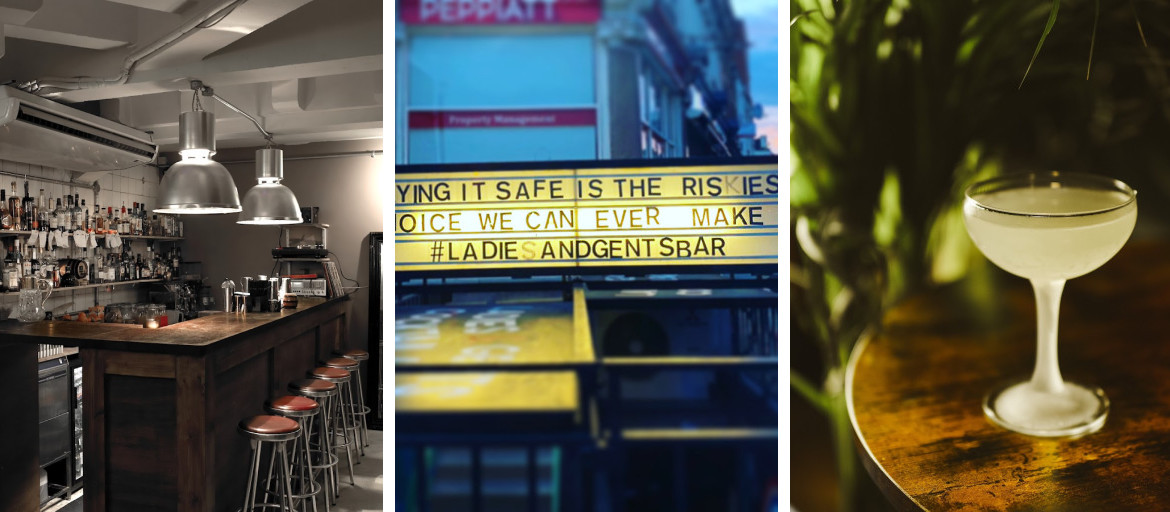 PEPPIATT
Property Management
YING IT SAFE IS THE RISKIES
OICE WE CAN EVER MAKE
#LADIESANDGENTSBAR